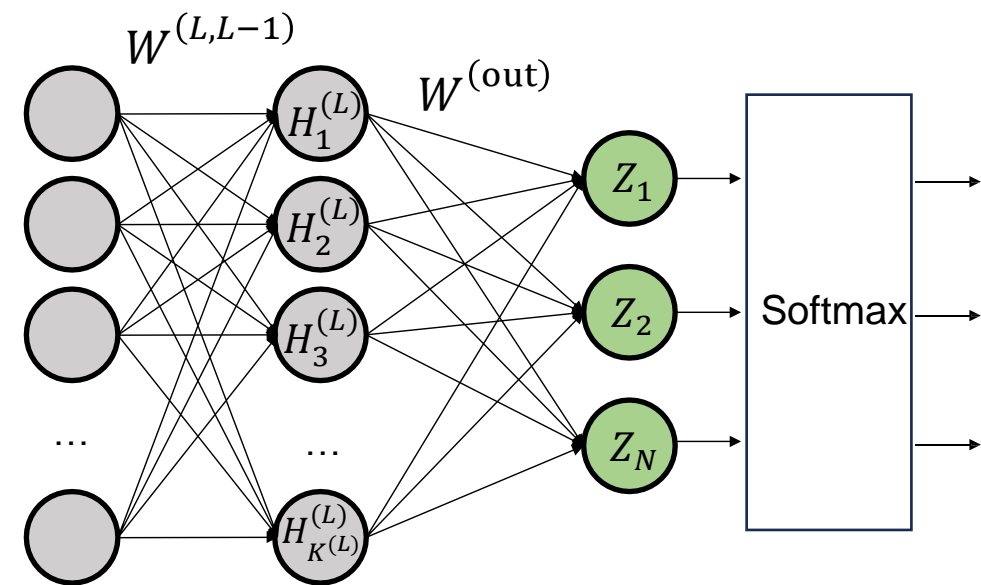 W^(L,L−1)
W^(out)
H_1^(L)
H_2^(L)
H_3^(L)
...
...
H_{K^(L)}^(L)
Z_1
Z_2
Z_N
Softmax